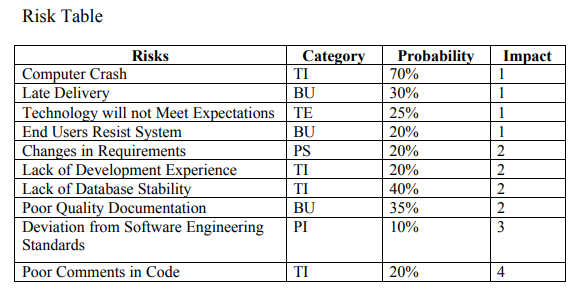 Risk Table
Risks Category Probability Impact
Computer Crash TI 70% 1
Late Delivery BU 30% 1
Technology will not Meet Expectations TE 25% 1
End Users Resist System BU 20% 1
Changes in Requirements PS 20% 2
Lack of Development Experience TI 20% 2
Lack of Database Stability TI 40% 2
Poor Quality Documentation BU 35% 2
Deviation from Software Engineering PI 10% 3
Standards
Poor Comments in Code TI 20% 4